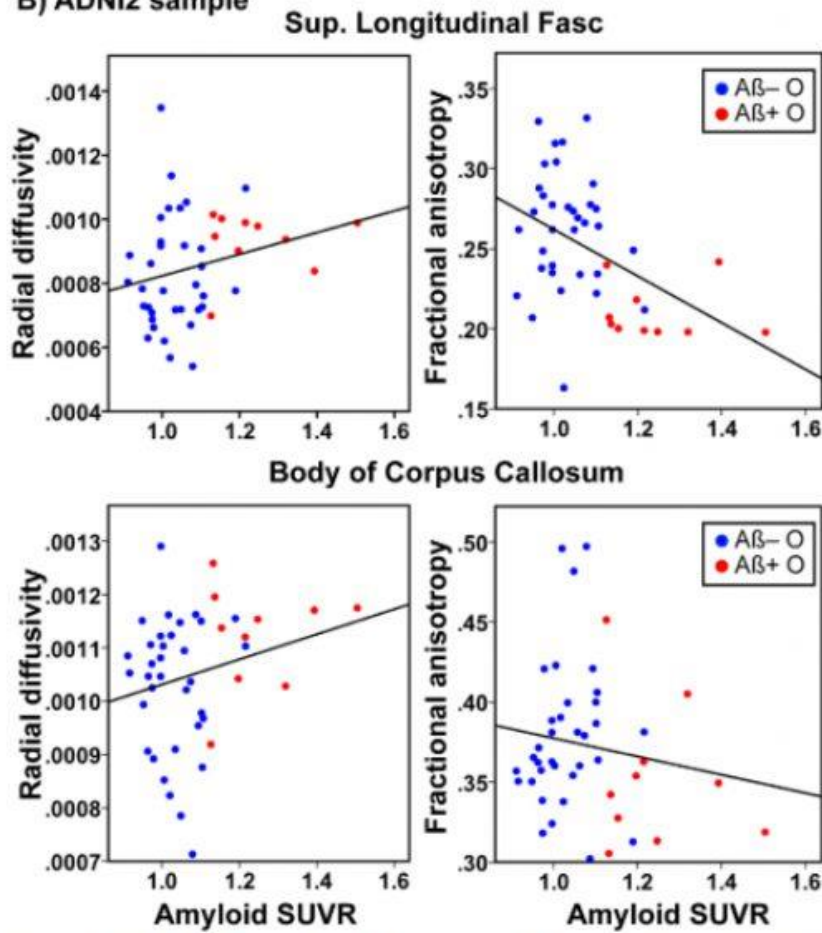 B) ADNI2 sample
Sup. Longitudinal Fasc
Radial diffusivity
.0014
.0012
.0010
.0008
.0006
.0004
1.0 1.2 1.4 1.6
Fractional anisotropy
.35
.30
.25
.20
.15
1.0 1.2 1.4 1.6
Aß– O
Aß+ O
Body of Corpus Callosum
Radial diffusivity
.0013
.0012
.0011
.0010
.0009
.0008
.0007
1.0 1.2 1.4 1.6
Amyloid SUVR
Fractional anisotropy
.50
.45
.40
.35
.30
1.0 1.2 1.4 1.6
Amyloid SUVR
Aß– O
Aß+ O